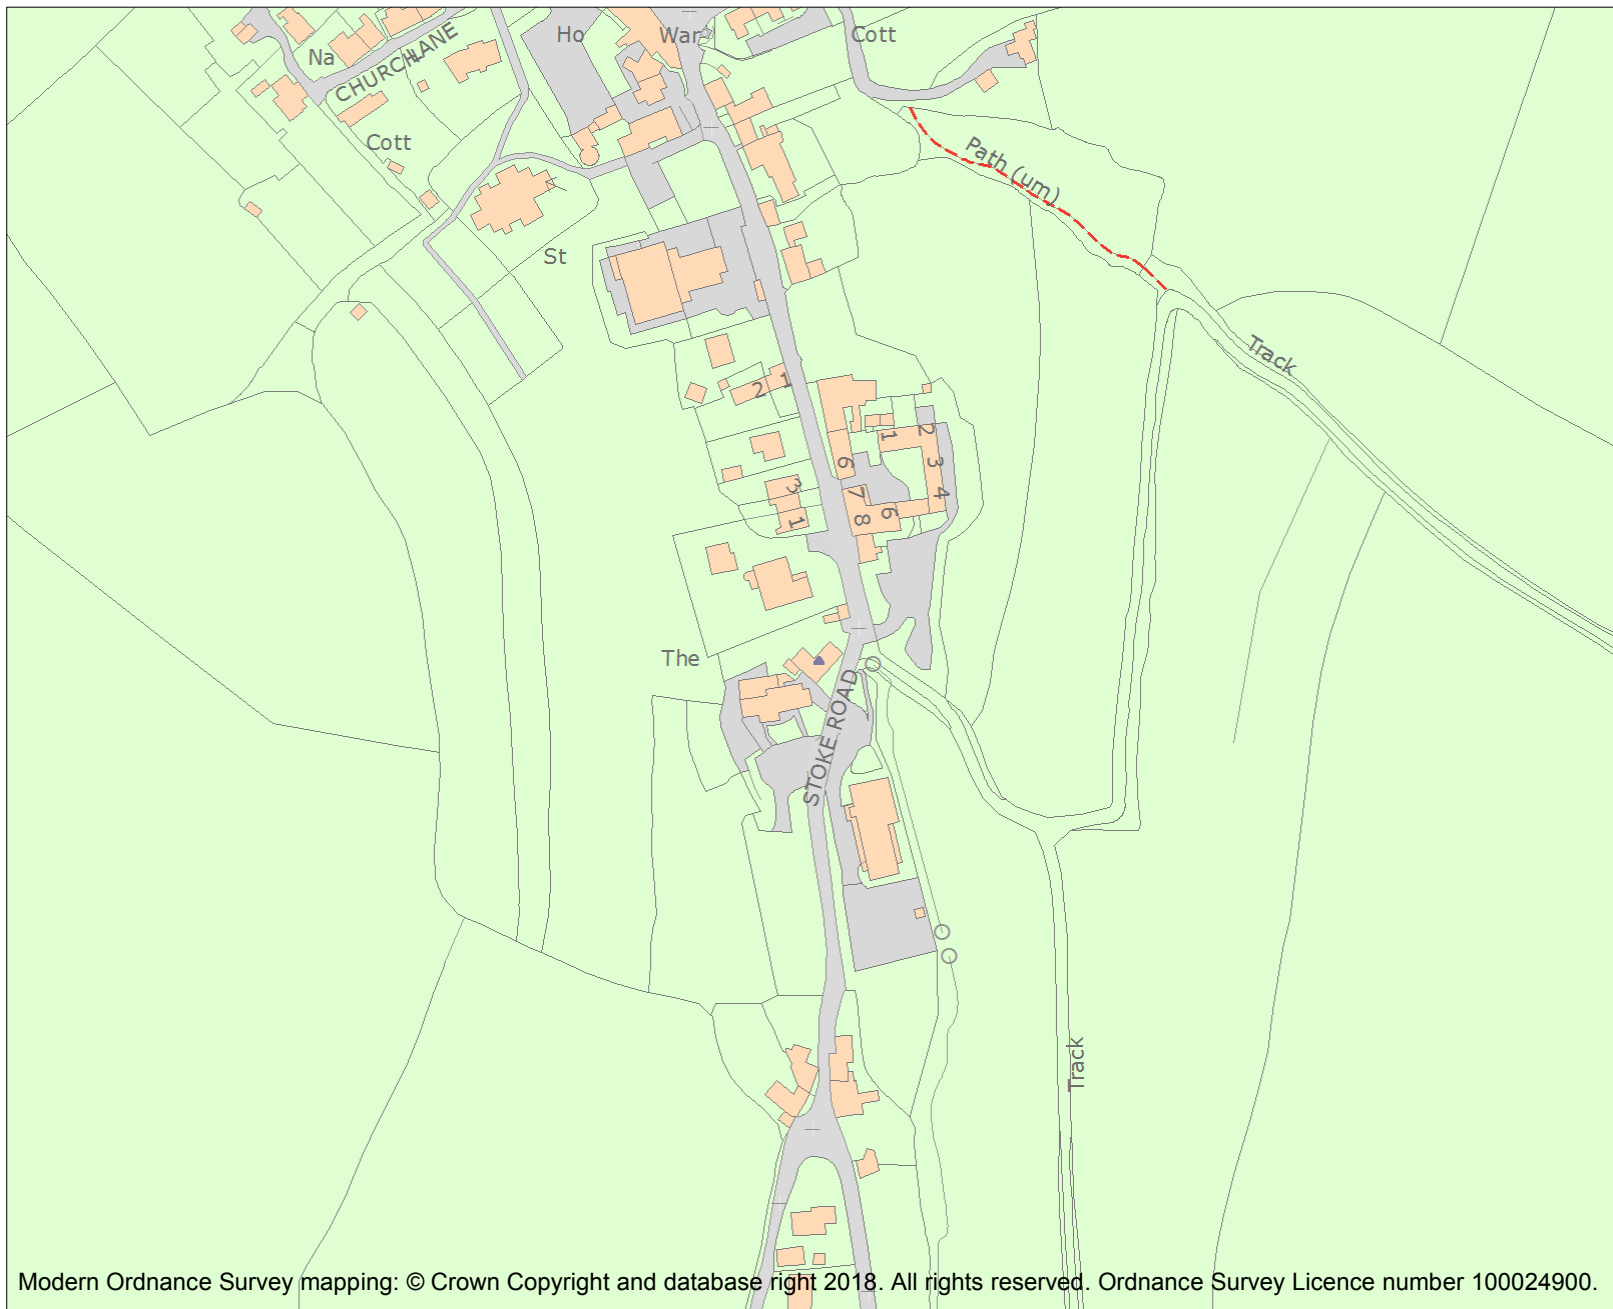 Ho
War
Cott
Na
CHURCH LANE
Cott
Path (um)
St
Track
1
2
2
1
6
3
3
4
7
6
8
1
The
STOKE ROAD
Track
Modern Ordnance Survey mapping: © Crown Copyright and database right 2018. All rights reserved. Ordnance Survey Licence number 100024900.